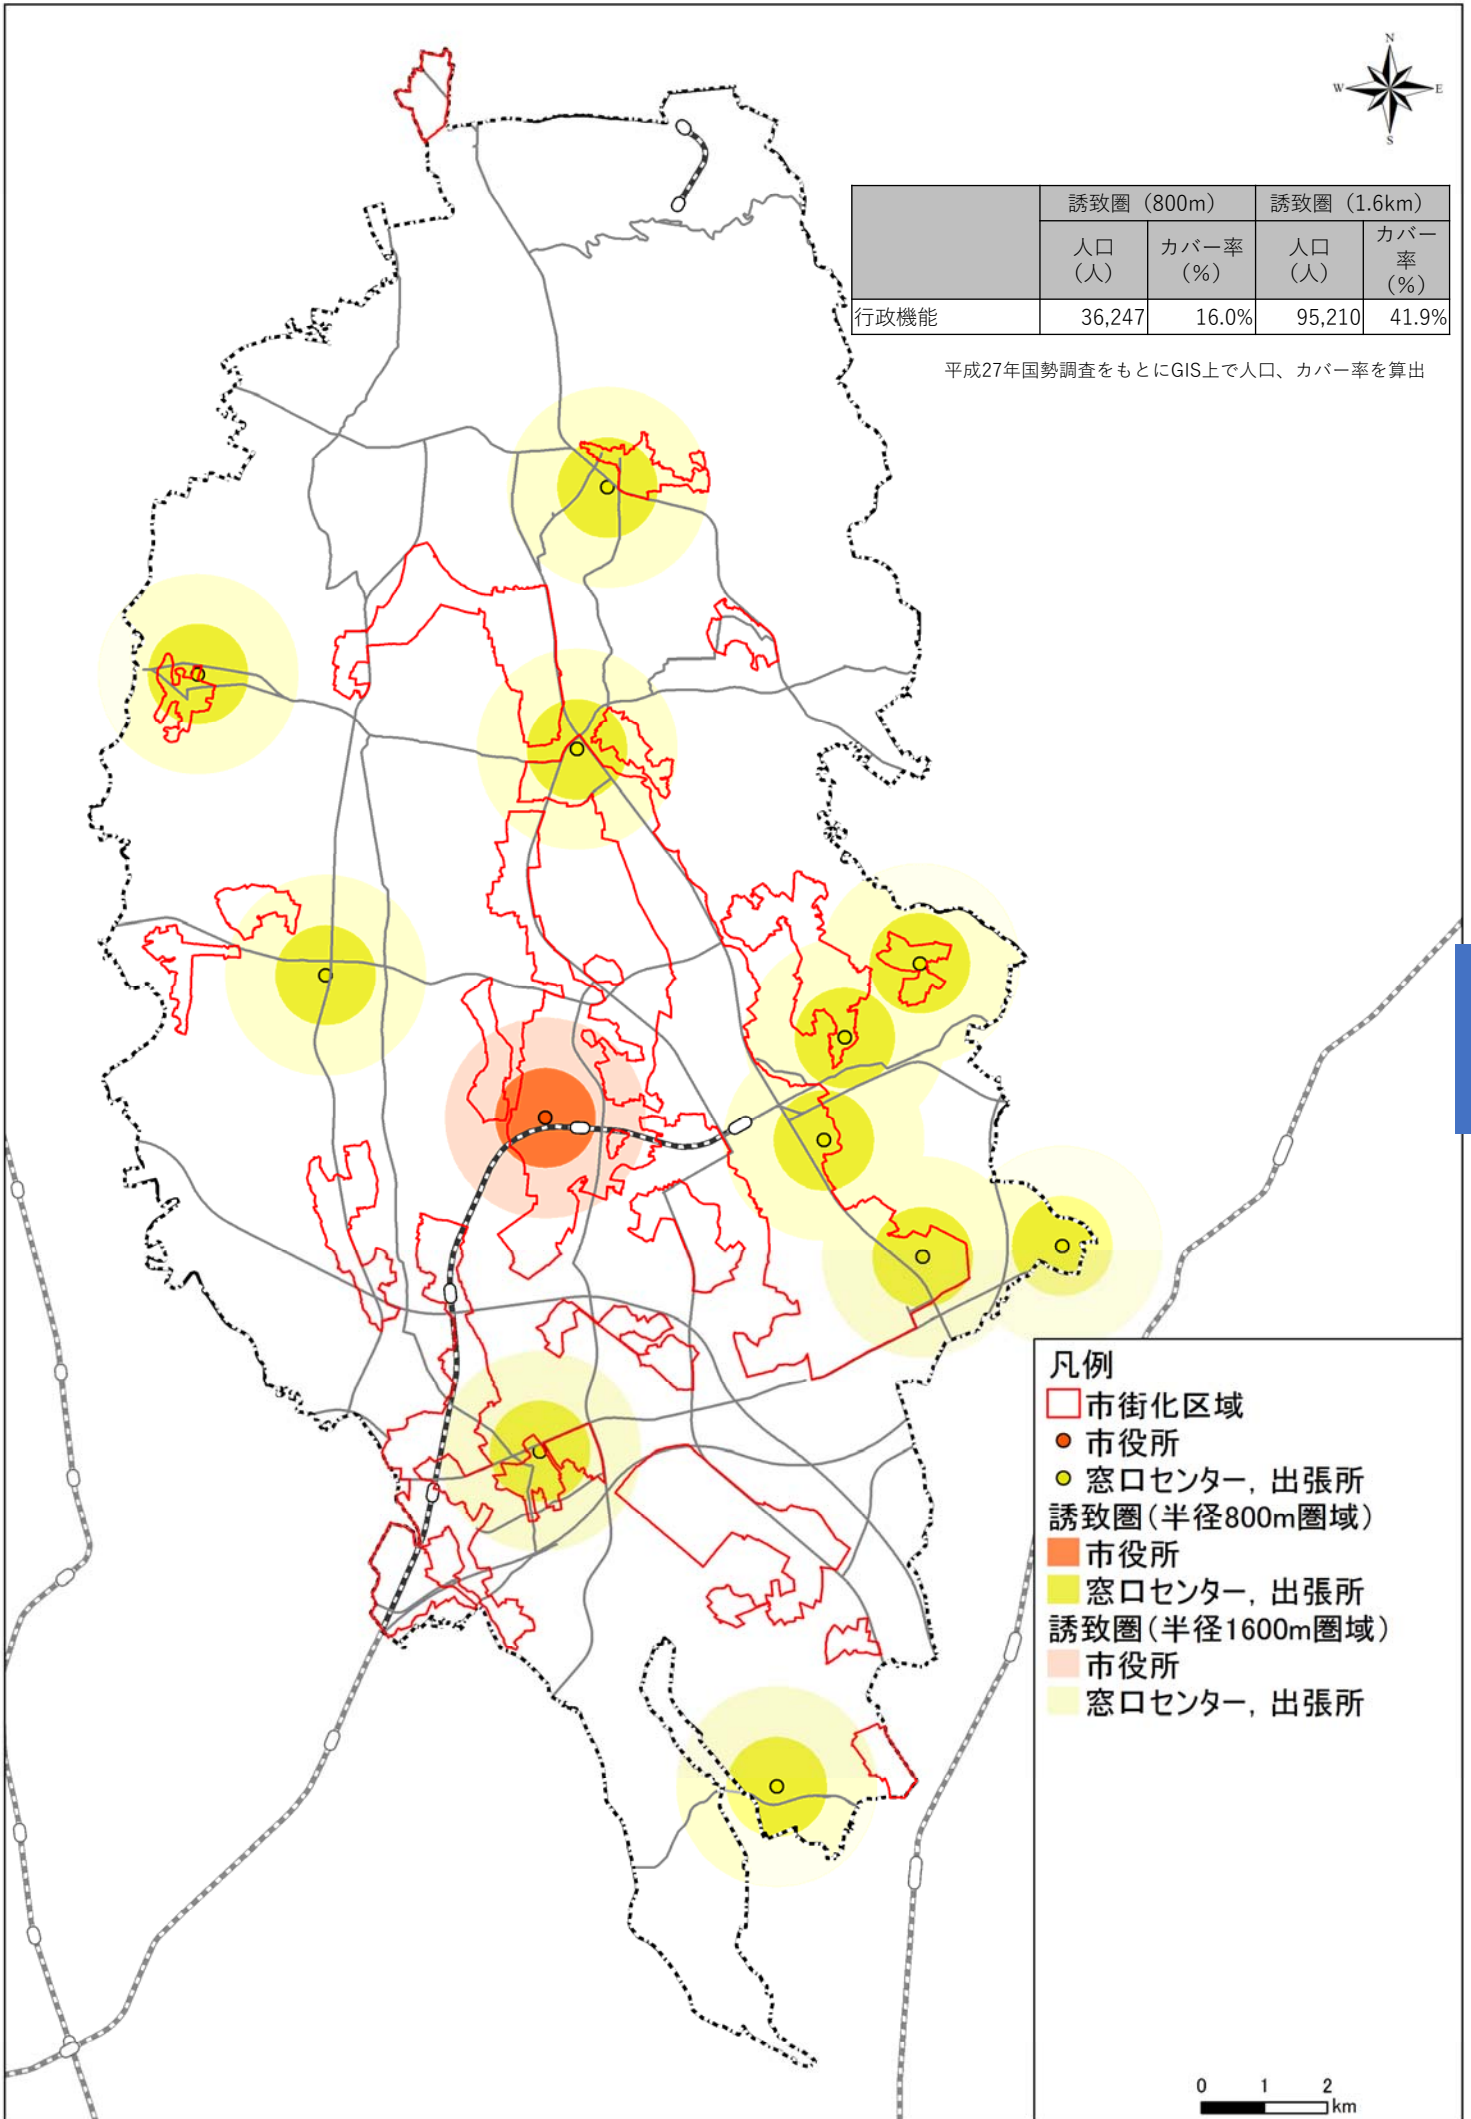 N
W E
S
誘致圏（800m） 誘致圏（1.6km）
人口（人） カバー率（%） 人口（人） カバー率（%）
行政機能 36,247 16.0% 95,210 41.9%
平成27年国勢調査をもとにGIS上で人口、カバー率を算出
凡例
市街化区域
市役所
窓口センター, 出張所
誘致圏(半径800m圏域)
市役所
窓口センター, 出張所
誘致圏(半径1600m圏域)
市役所
窓口センター, 出張所
0 1 2
km